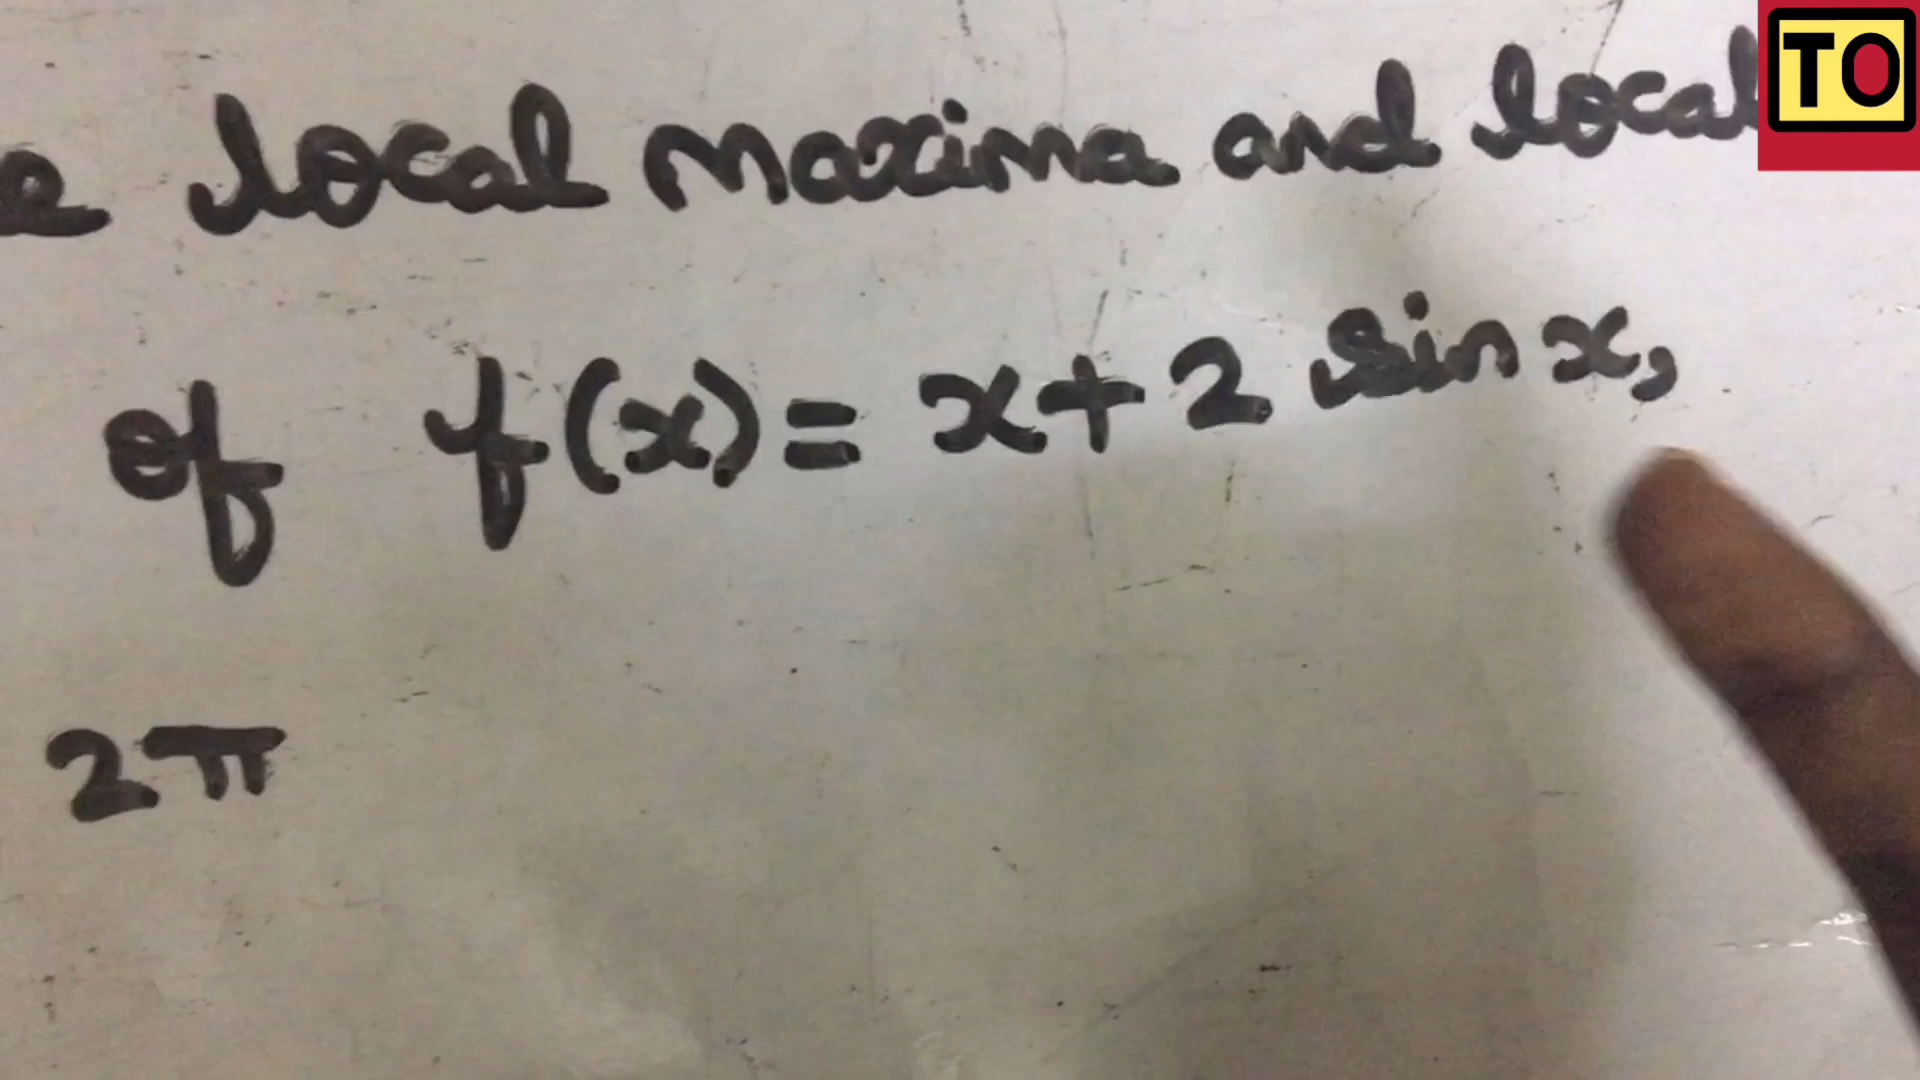 local maxima and local
of f(x) = x + 2 sin x,
2π
TO